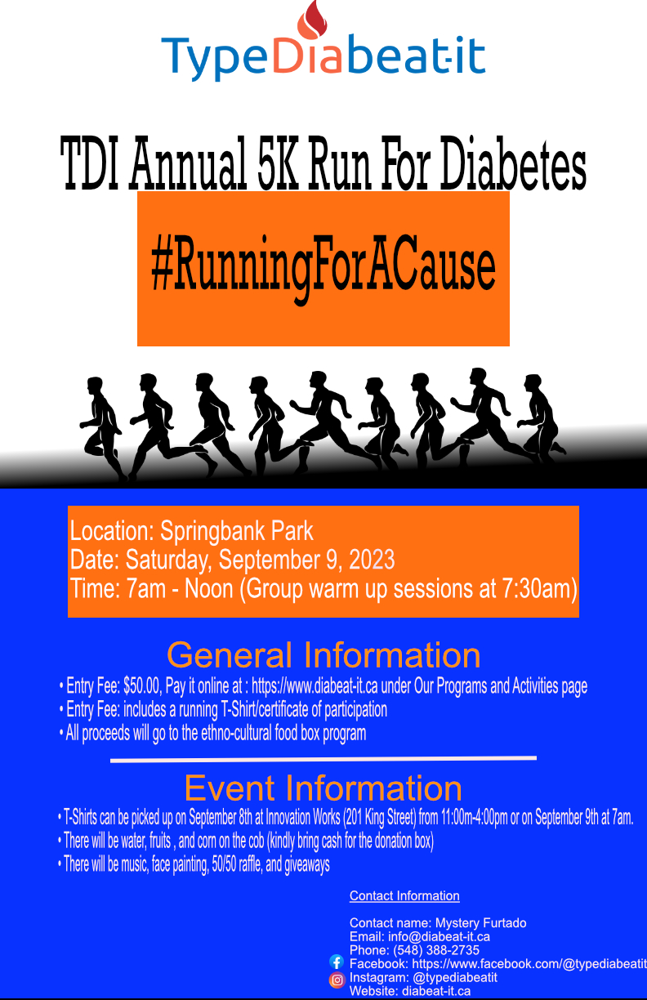 TypeDiabeat-it
TDI Annual 5K Run For Diabetes
#RunningForACause
Location: Springbank Park
Date: Saturday, September 9, 2023
Time: 7am - Noon (Group warm up sessions at 7:30am)
General Information
• Entry Fee: $50.00, Pay it online at : https://www.diabeat-it.ca under Our Programs and Activities page
• Entry Fee: includes a running T-Shirt/certificate of participation
• All proceeds will go to the ethno-cultural food box program
Event Information
• T-Shirts can be picked up on September 8th at Innovation Works (201 King Street) from 11:00m-4:00pm or on September 9th at 7am.
• There will be water, fruits , and corn on the cob (kindly bring cash for the donation box)
• There will be music, face painting, 50/50 raffle, and giveaways
Contact Information
Contact name: Mystery Furtado
Email: info@diabeat-it.ca
Phone: (548) 388-2735
Facebook: https://www.facebook.com/@typediabeatit
Instagram: @typediabeatit
Website: diabeat-it.ca